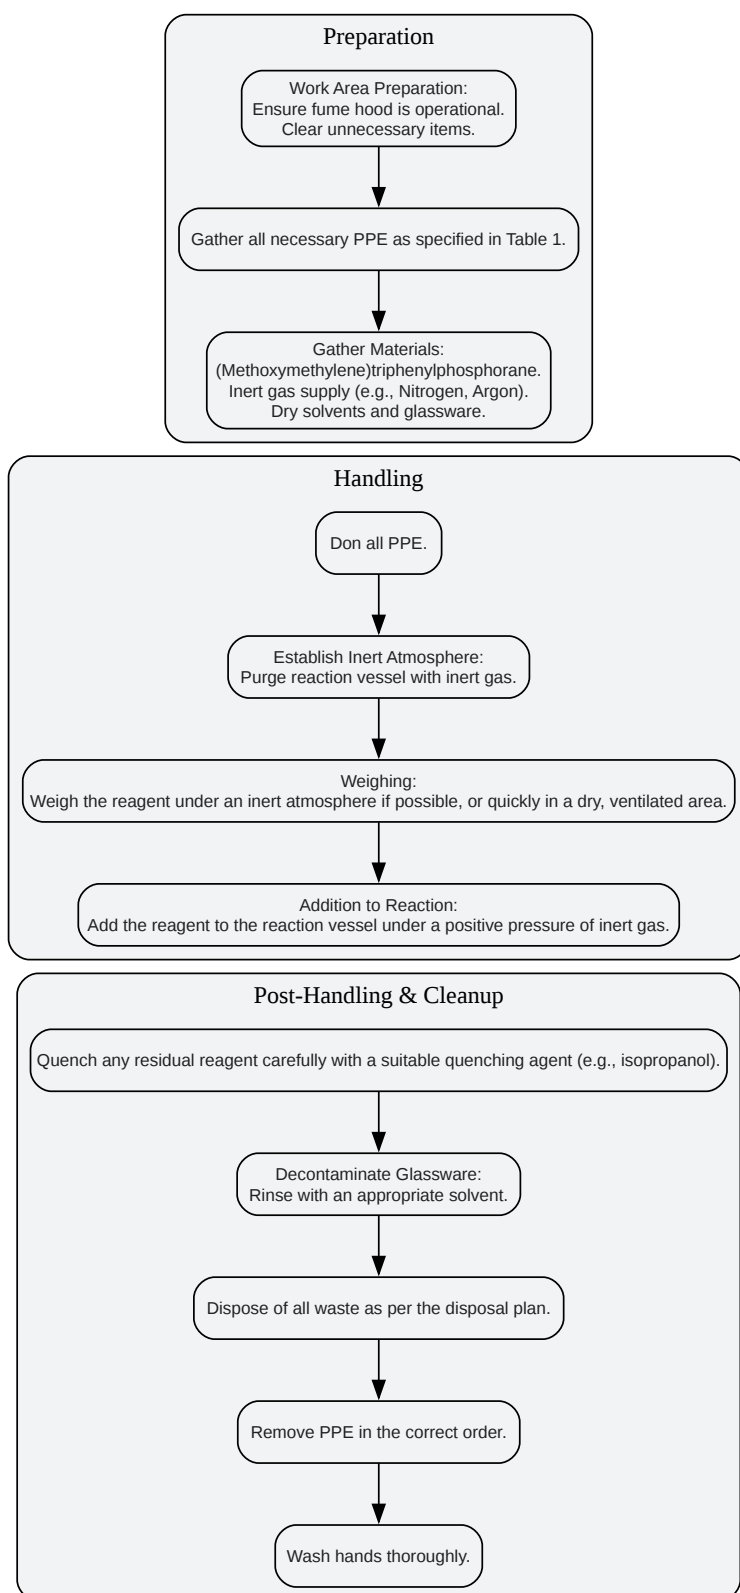 Preparation
Work Area Preparation:
Ensure fume hood is operational.
Clear unnecessary items.
Gather all necessary PPE as specified in Table 1.
Gather Materials:
(Methoxymethylene)triphenylphosphorane.
Inert gas supply (e.g., Nitrogen, Argon).
Dry solvents and glassware.
Handling
Don all PPE.
Establish Inert Atmosphere:
Purge reaction vessel with inert gas.
Weighing:
Weigh the reagent under an inert atmosphere if possible, or quickly in a dry, ventilated area.
Addition to Reaction:
Add the reagent to the reaction vessel under a positive pressure of inert gas.
Post-Handling & Cleanup
Quench any residual reagent carefully with a suitable quenching agent (e.g., isopropanol).
Decontaminate Glassware:
Rinse with an appropriate solvent.
Dispose of all waste as per the disposal plan.
Remove PPE in the correct order.
Wash hands thoroughly.